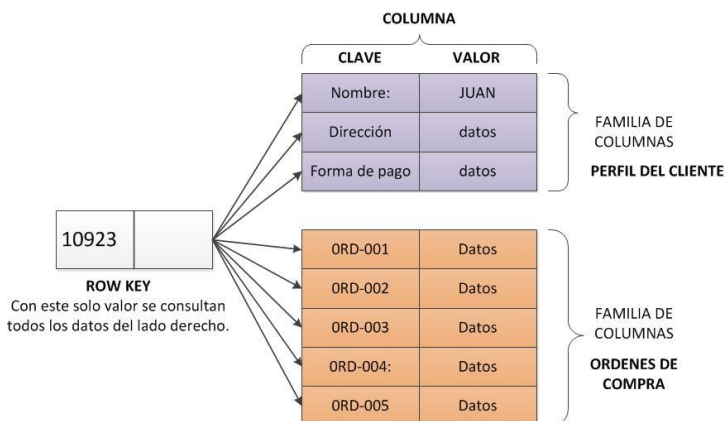 COLUMNA
CLAVE VALOR
Nombre: JUAN
Dirección datos
Forma de pago datos
FAMILIA DE
COLUMNAS
PERFIL DEL CLIENTE
10923
ROW KEY
Con este solo valor se consultan
todos los datos del lado derecho.
0RD-001 Datos
0RD-002 Datos
0RD-003 Datos
0RD-004: Datos
0RD-005 Datos
FAMILIA DE
COLUMNAS
ORDENES DE
COMPRA